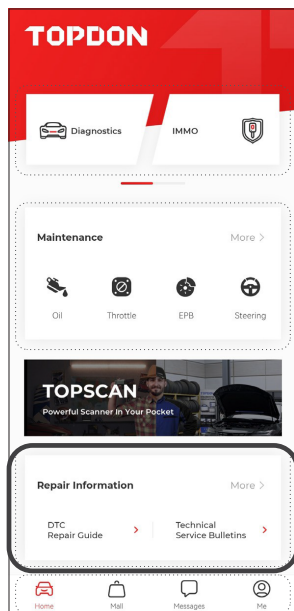 TOPDON
Diagnostics IMMO
Maintenance More >
Oil Throttle EPB Steering
TOPSCAN
Powerful Scanner In Your Pocket
Repair Information More >
DTC
Repair Guide >
Technical
Service Bulletins >
Home Mall Messages Me